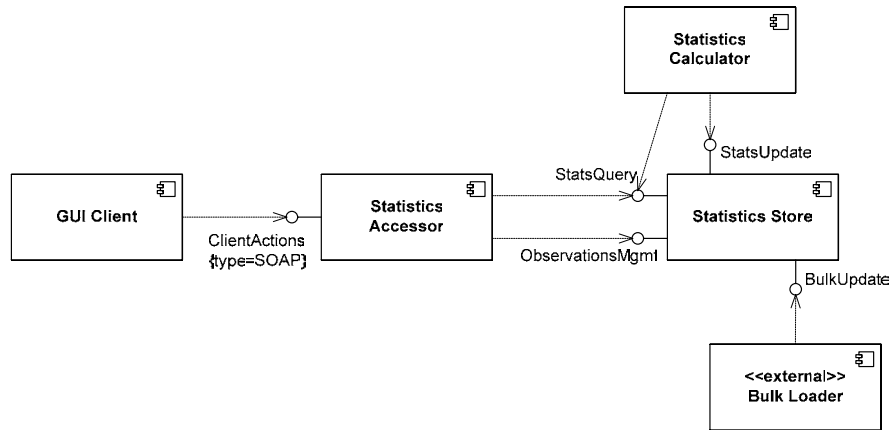 Statistics
Calculator
StatsUpdate
StatsQuery
GUI Client
Statistics
Accessor
Statistics Store
ClientActions
{type=SOAP}
ObservationsMgmt
BulkUpdate
<<external>>
Bulk Loader